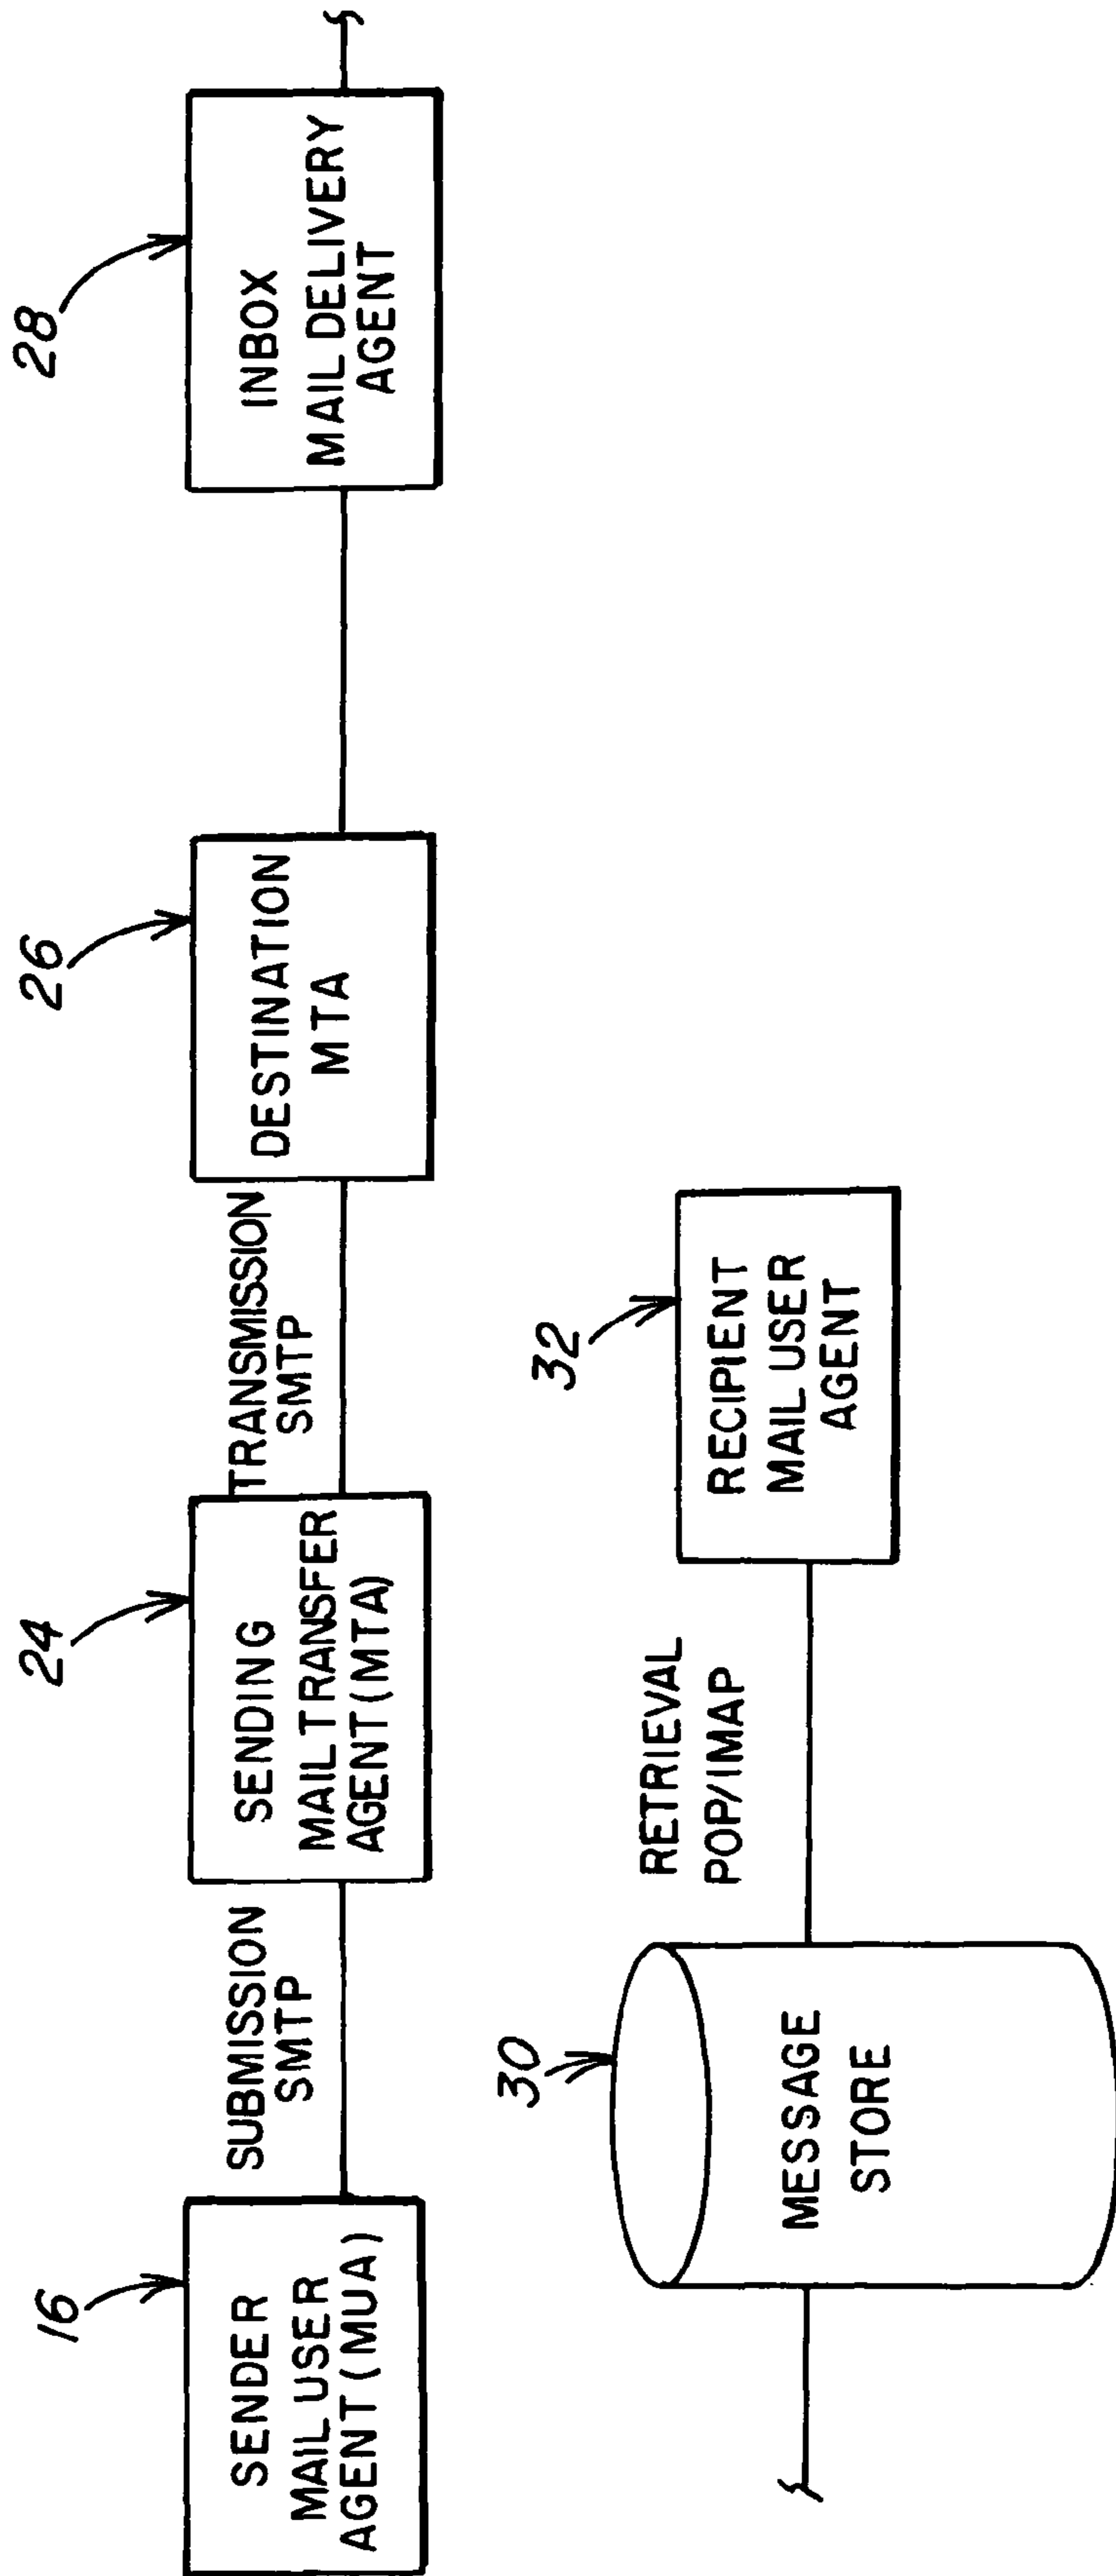 16
SENDER
MAIL USER
AGENT (MUA)
SUBMISSION
SMTP
24
SENDING
MAIL TRANSFER
AGENT (MTA)
TRANSMISSION
SMTP
26
DESTINATION
MTA
28
INBOX
MAIL DELIVERY
AGENT
30
MESSAGE
STORE
RETRIEVAL
POP/IMAP
32
RECIPIENT
MAIL USER
AGENT